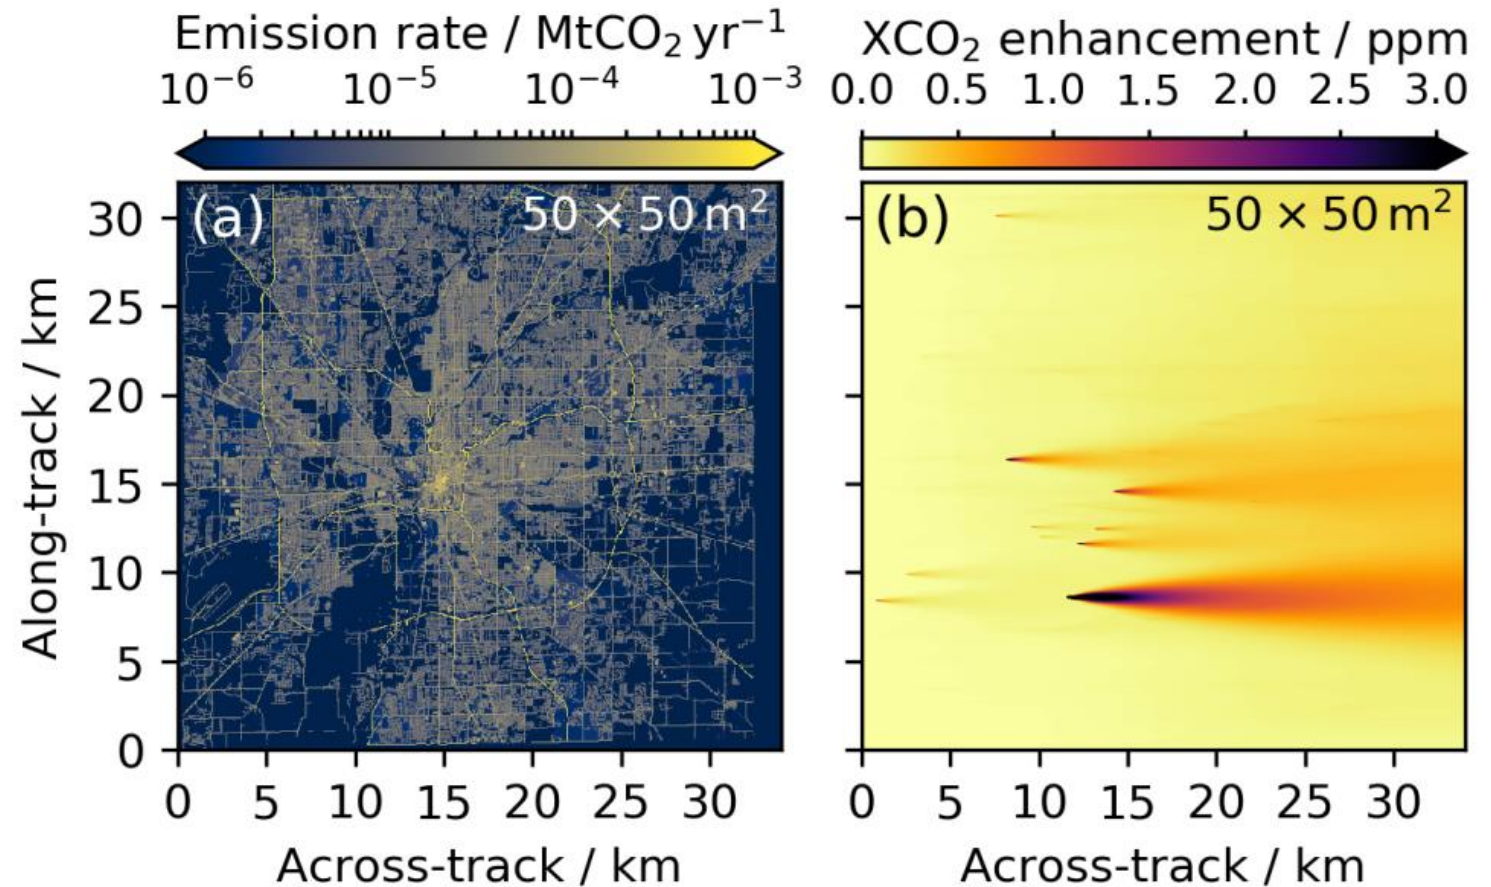 Emission rate / MtCO₂ yr⁻¹
10⁻⁶ 10⁻⁵ 10⁻⁴ 10⁻³
XCO₂ enhancement / ppm
0.0 0.5 1.0 1.5 2.0 2.5 3.0
(a) 50 × 50 m²
(b) 50 × 50 m²
Along-track / km
30
25
20
15
10
5
0
0 5 10 15 20 25 30
Across-track / km
0 5 10 15 20 25 30
Across-track / km